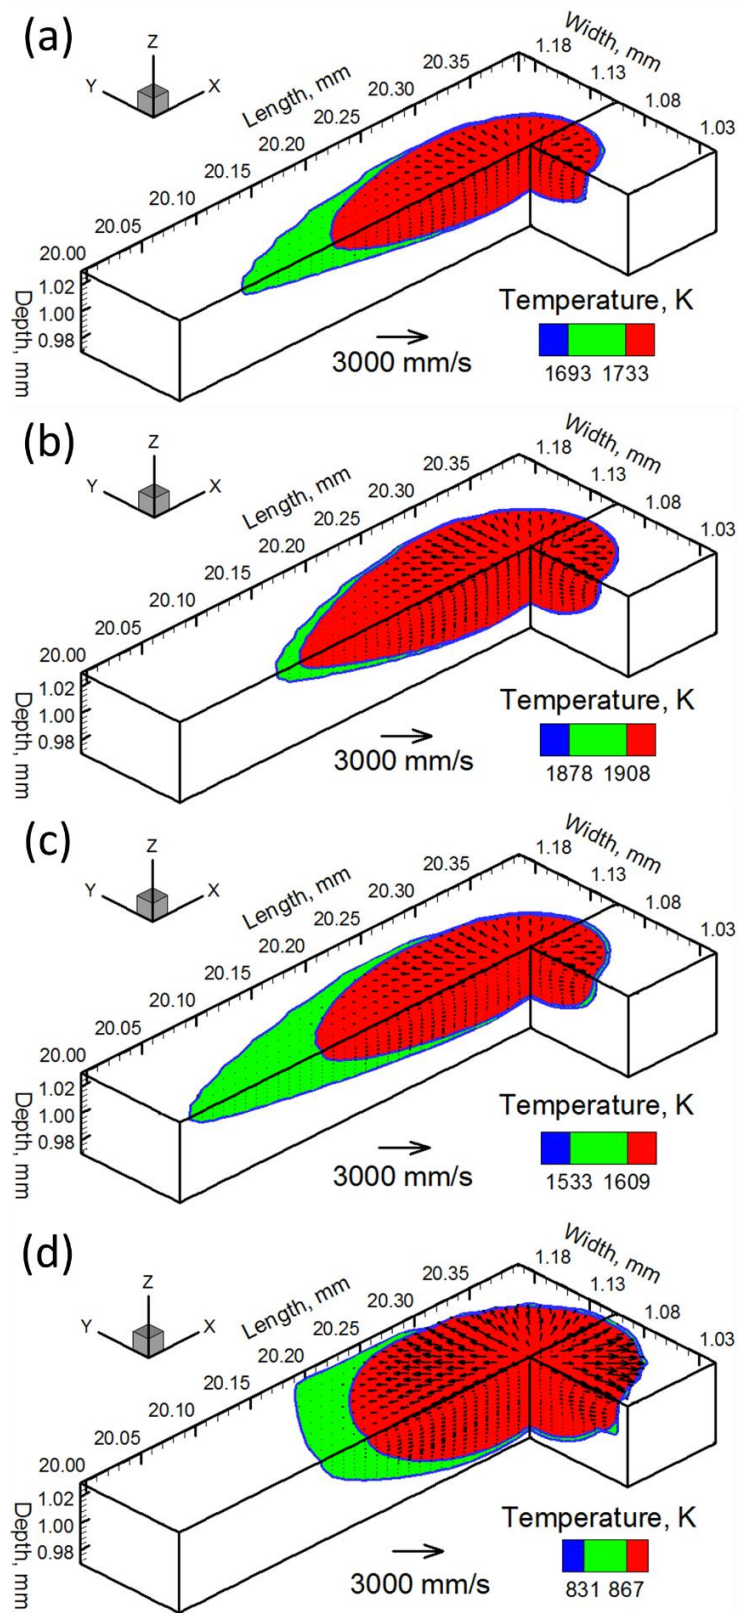 (a)
Z
Y
X
Length, mm
Width, mm
20.00
20.05
20.10
20.15
20.20
20.25
20.30
20.35
1.18
1.13
1.08
1.03
1.02
1.00
0.98
Depth, mm
3000 mm/s
Temperature, K
1693 1733
(b)
Z
Y
X
Length, mm
Width, mm
20.00
20.05
20.10
20.15
20.20
20.25
20.30
20.35
1.18
1.13
1.08
1.03
1.02
1.00
0.98
Depth, mm
3000 mm/s
Temperature, K
1878 1908
(c)
Z
Y
X
Length, mm
Width, mm
20.00
20.05
20.10
20.15
20.20
20.25
20.30
20.35
1.18
1.13
1.08
1.03
1.02
1.00
0.98
Depth, mm
3000 mm/s
Temperature, K
1533 1609
(d)
Z
Y
X
Length, mm
Width, mm
20.00
20.05
20.10
20.15
20.20
20.25
20.30
20.35
1.18
1.13
1.08
1.03
1.02
1.00
0.98
Depth, mm
3000 mm/s
Temperature, K
831 867